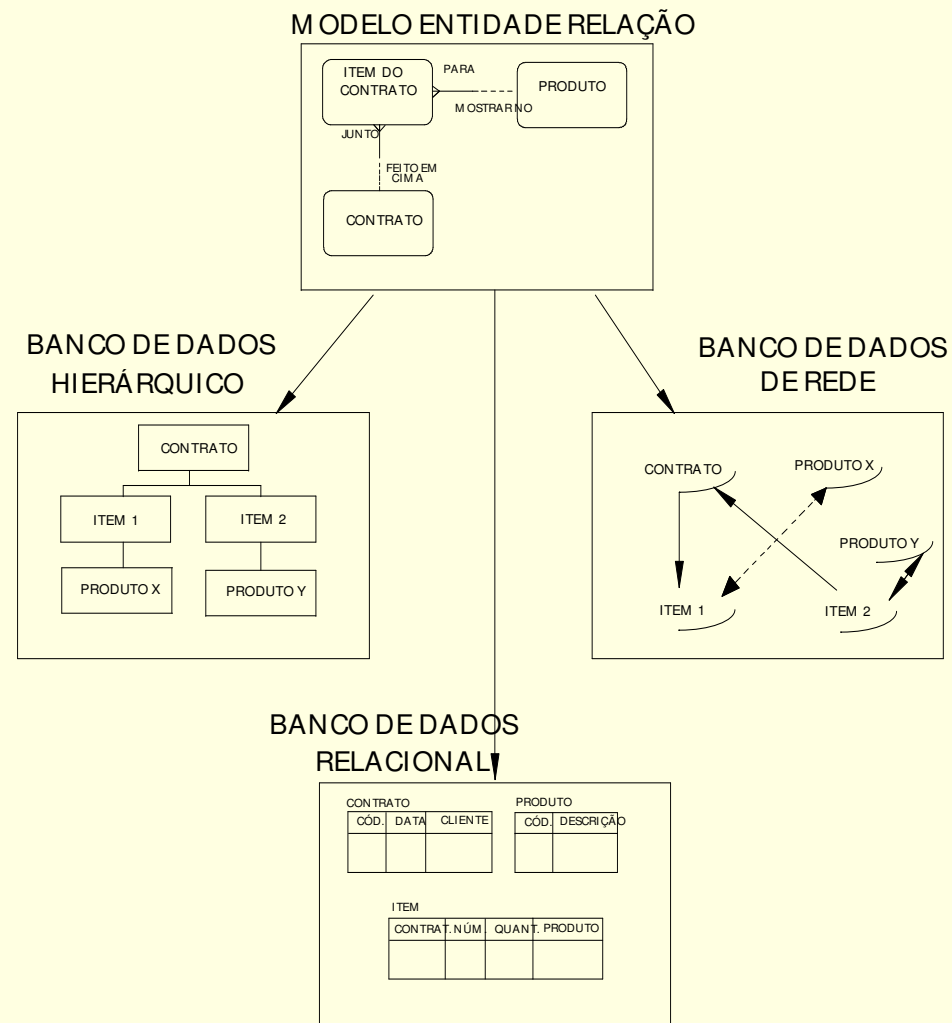 MODELO ENTIDADE RELAÇÃO
ITEM DO
CONTRATO
PARA
MOSTRAR NO
PRODUTO
JUNTO
FEITO EM
CIMA
CONTRATO
BANCO DE DADOS
HIERÁRQUICO
CONTRATO
ITEM 1
ITEM 2
PRODUTO X
PRODUTO Y
BANCO DE DADOS
DE REDE
CONTRATO
PRODUTO X
PRODUTO Y
ITEM 1
ITEM 2
BANCO DE DADOS
RELACIONAL
CONTRATO
CÓD. DATA CLIENTE
PRODUTO
CÓD. DESCRIÇÃO
ITEM
CONTRAT. NÚM. QUANT. PRODUTO